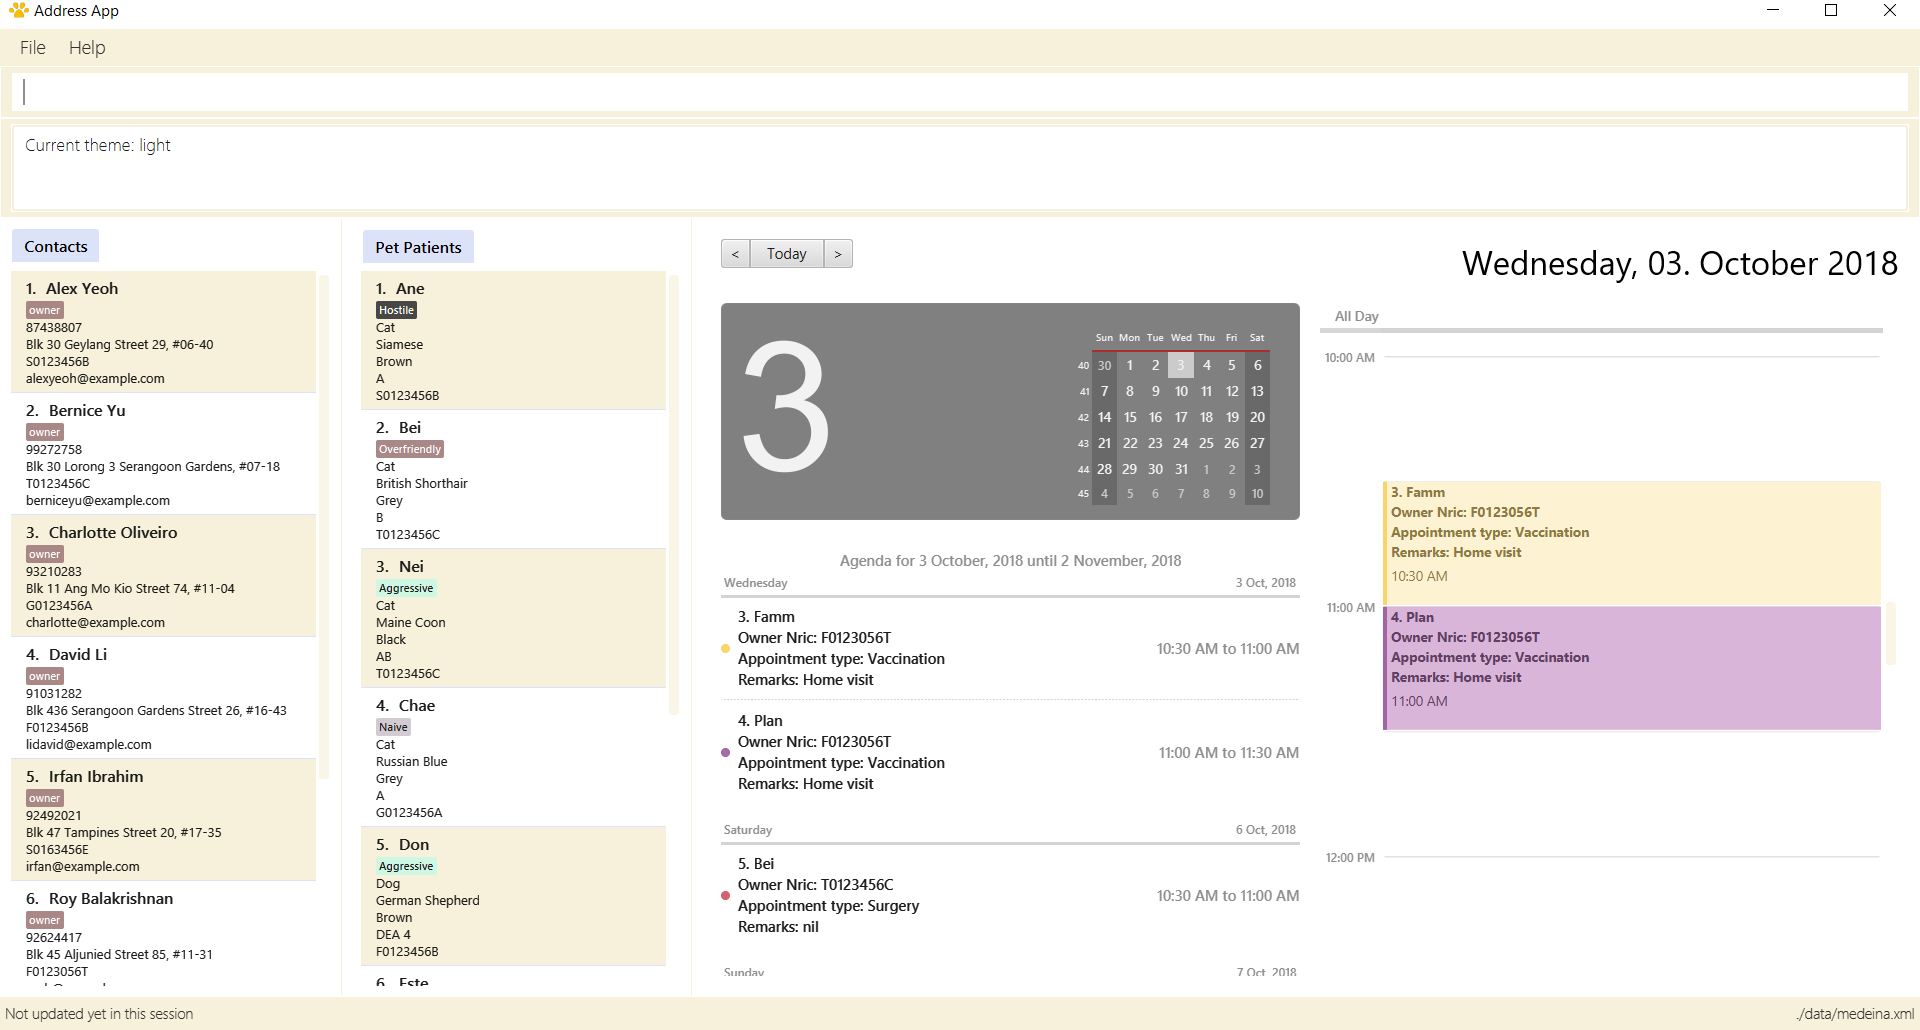 Address App
File Help
Current theme: light
Contacts
1. Alex Yeoh
owner
87438807
Blk 30 Geylang Street 29, #06-40
S0123456B
alexyeoh@example.com
2. Bernice Yu
owner
99272758
Blk 30 Lorong 3 Serangoon Gardens, #07-18
T0123456C
berniceyu@example.com
3. Charlotte Oliveiro
owner
93210283
Blk 11 Ang Mo Kio Street 74, #11-04
G0123456A
charlotte@example.com
4. David Li
owner
91031282
Blk 436 Serangoon Gardens Street 26, #16-43
F0123456B
lidavid@example.com
5. Irfan Ibrahim
owner
92492021
Blk 47 Tampines Street 20, #17-35
S0163456E
irfan@example.com
6. Roy Balakrishnan
owner
92624417
Blk 45 Aljunied Street 85, #11-31
F0123056T
Pet Patients
1. Ane
Hostile
Cat
Siamese
Brown
A
S0123456B
2. Bei
Overfriendly
Cat
British Shorthair
Grey
B
T0123456C
3. Nei
Aggressive
Cat
Maine Coon
Black
AB
T0123456C
4. Chae
Naive
Cat
Russian Blue
Grey
A
G0123456A
5. Don
Aggressive
Dog
German Shepherd
Brown
DEA 4
F0123456B
6. Este
< Today >
Wednesday, 03. October 2018
3
Sun Mon Tue Wed Thu Fri Sat
40 30 1 2 3 4 5 6
41 7 8 9 10 11 12 13
42 14 15 16 17 18 19 20
43 21 22 23 24 25 26 27
44 28 29 30 31 1 2 3
45 4 5 6 7 8 9 10
Agenda for 3 October, 2018 until 2 November, 2018
Wednesday 3 Oct, 2018
3. Famm
Owner Nric: F0123056T
Appointment type: Vaccination
Remarks: Home visit
10:30 AM to 11:00 AM
4. Plan
Owner Nric: F0123056T
Appointment type: Vaccination
Remarks: Home visit
11:00 AM to 11:30 AM
Saturday 6 Oct, 2018
5. Bei
Owner Nric: T0123456C
Appointment type: Surgery
Remarks: nil
10:30 AM to 11:00 AM
Sunday 7 Oct, 2018
All Day
10:00 AM
3. Famm
Owner Nric: F0123056T
Appointment type: Vaccination
Remarks: Home visit
10:30 AM
11:00 AM
4. Plan
Owner Nric: F0123056T
Appointment type: Vaccination
Remarks: Home visit
11:00 AM
12:00 PM
Not updated yet in this session
./data/medeina.xml